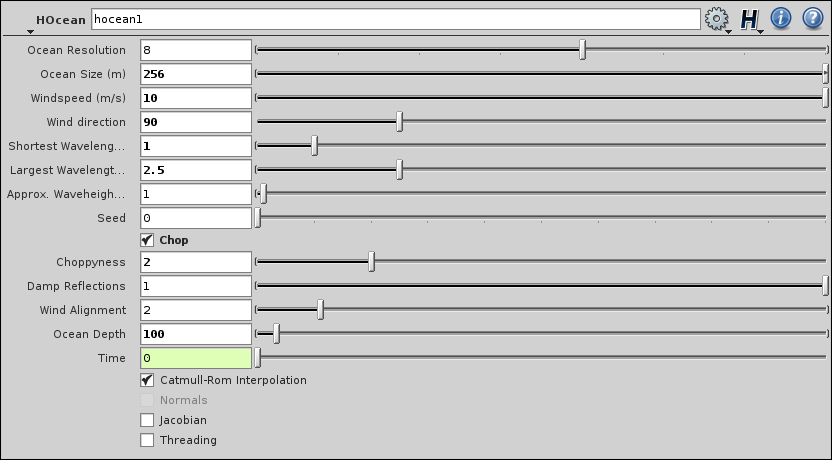 HOcean hocean1 H i ?
Ocean Resolution 8
Ocean Size (m) 256
Windspeed (m/s) 10
Wind direction 90
Shortest Waveleng... 1
Largest Wavelengt... 2.5
Approx. Waveheigh... 1
Seed 0
Chop
Choppyness 2
Damp Reflections 1
Wind Alignment 2
Ocean Depth 100
Time 0
Catmull-Rom Interpolation
Normals
Jacobian
Threading